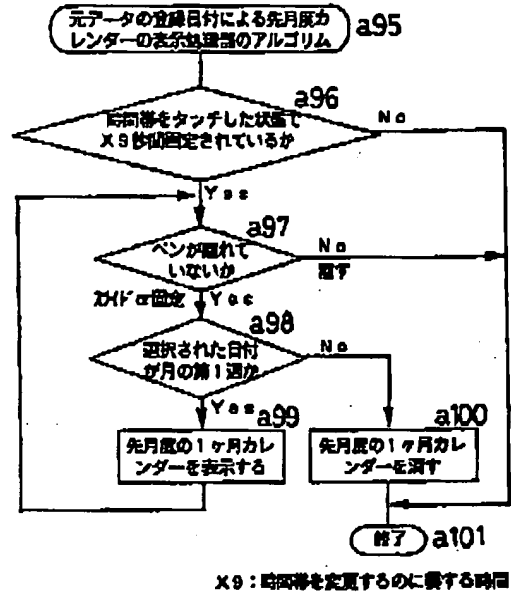 元データの登録日付による先月度カ
レンダーの表示処理部のアルゴリム
a95
a96
時間帯をタッチした状態で
X9秒間固定されているか
No
Yes
a97
ペンが離れて
いないか
No
離す
スライドor固定
Yes
a98
選択された日付
が月の第1週か
No
Yes
a99
先月度の1ヶ月カレ
ンダーを表示する
a100
先月度の1ヶ月カレ
ンダーを消す
終了
a101
X9:時間帯を変更するのに要する時間